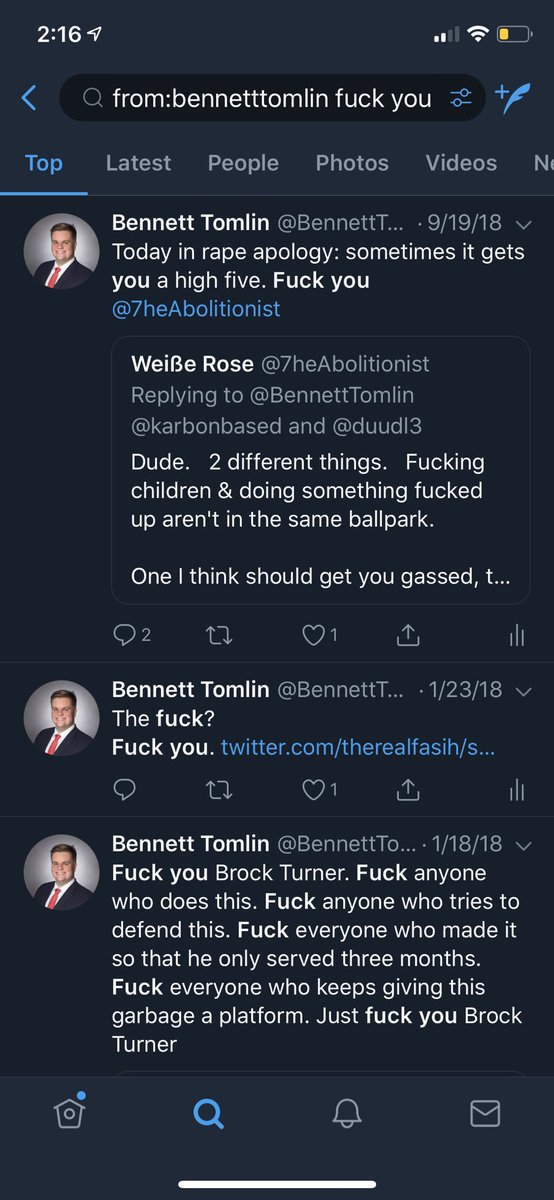 2:16
from:bennetttomlin fuck you
Top Latest People Photos Videos Ne
Bennett Tomlin @BennettT... · 9/19/18
Today in rape apology: sometimes it gets
you a high five. Fuck you
@7heAbolitionist
Weiße Rose @7heAbolitionist
Replying to @BennettTomlin
@karbonbased and @duudl3
Dude. 2 different things. Fucking
children & doing something fucked
up aren't in the same ballpark.
One I think should get you gassed, t...
2 1
Bennett Tomlin @BennettT... · 1/23/18
The fuck?
Fuck you. twitter.com/therealfasih/s...
1
Bennett Tomlin @BennettTo... · 1/18/18
Fuck you Brock Turner. Fuck anyone
who does this. Fuck anyone who tries to
defend this. Fuck everyone who made it
so that he only served three months.
Fuck everyone who keeps giving this
garbage a platform. Just fuck you Brock
Turner